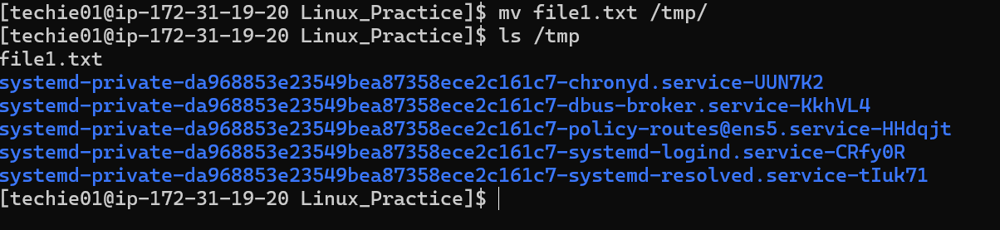 [techie01@ip-172-31-19-20 Linux_Practice]$ mv file1.txt /tmp/
[techie01@ip-172-31-19-20 Linux_Practice]$ ls /tmp
file1.txt
systemd-private-da968853e23549bea87358ece2c161c7-chronyd.service-UUN7K2
systemd-private-da968853e23549bea87358ece2c161c7-dbus-broker.service-KkhVL4
systemd-private-da968853e23549bea87358ece2c161c7-policy-routes@ens5.service-HHdqjt
systemd-private-da968853e23549bea87358ece2c161c7-systemd-logind.service-CRfy0R
systemd-private-da968853e23549bea87358ece2c161c7-systemd-resolved.service-tIuk71
[techie01@ip-172-31-19-20 Linux_Practice]$